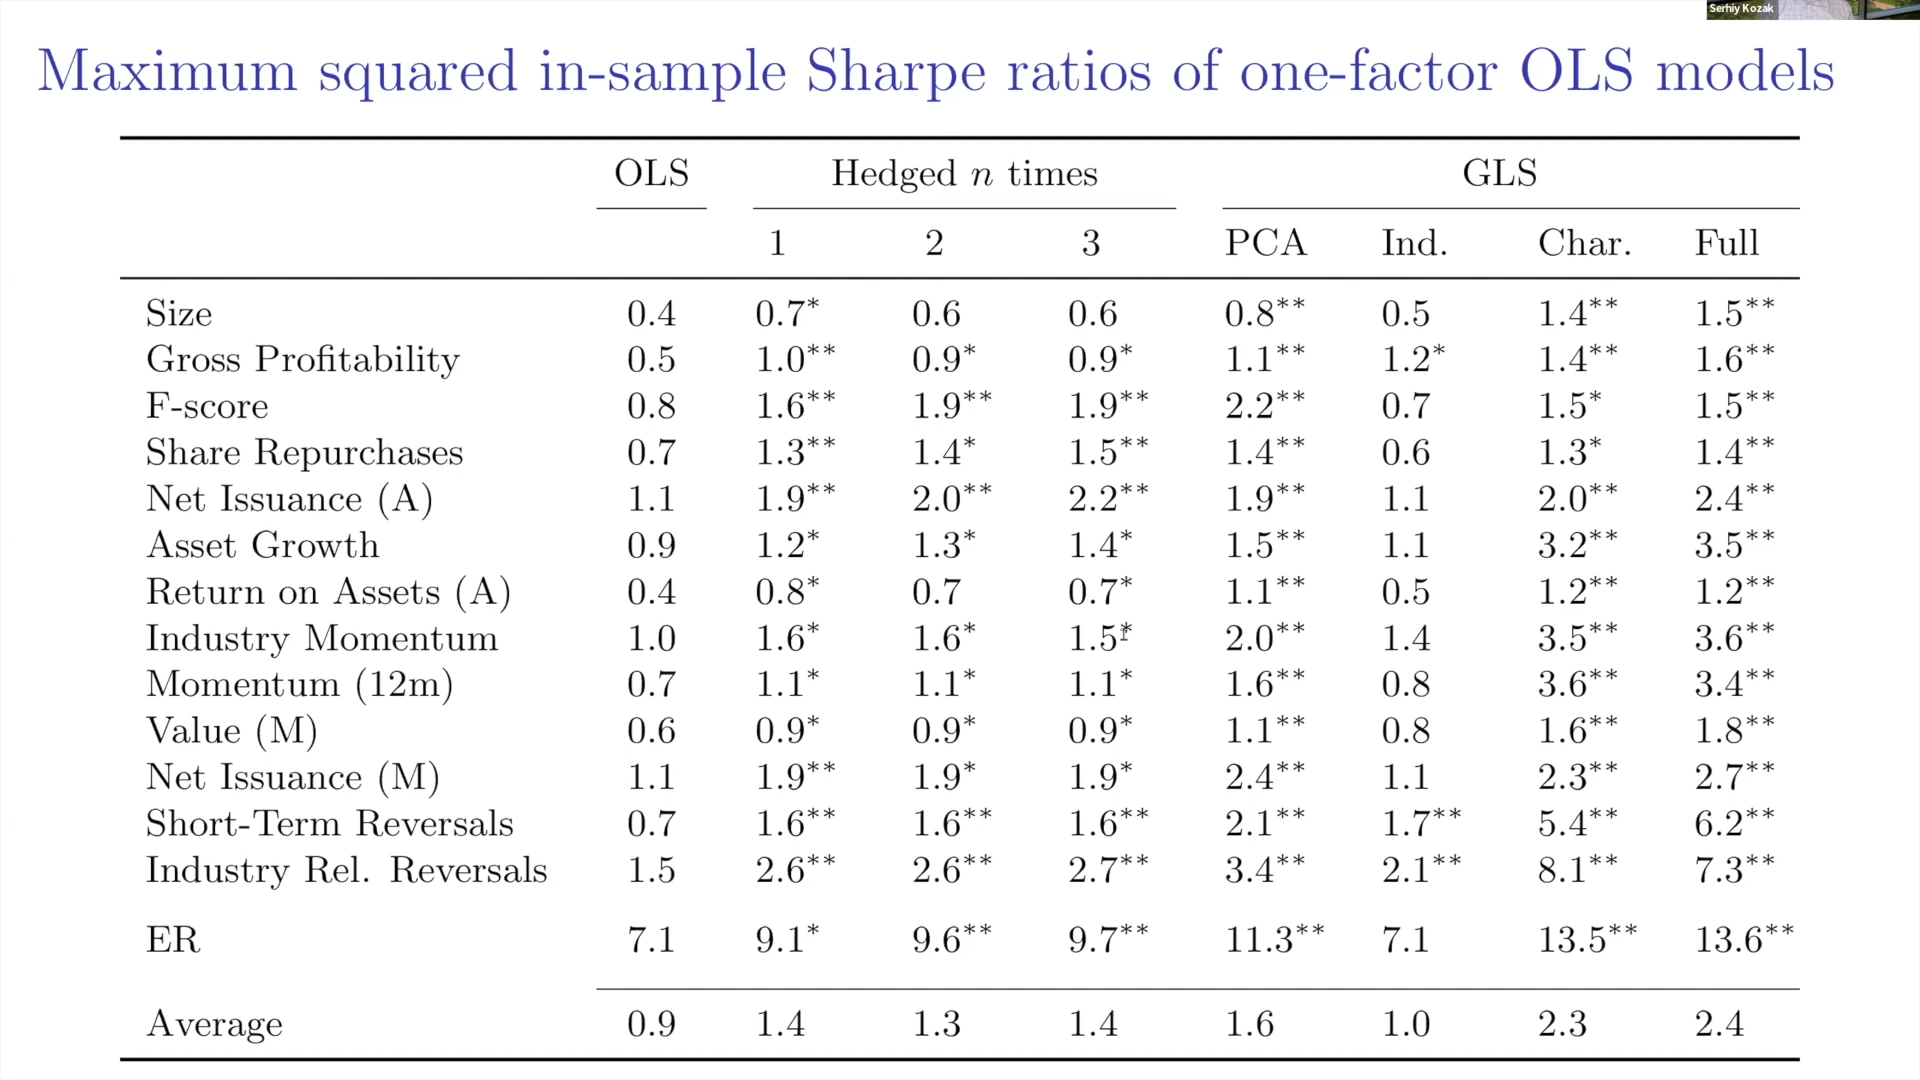 Serhiy Kozak
Maximum squared in-sample Sharpe ratios of one-factor OLS models
OLS Hedged n times GLS
1 2 3 PCA Ind. Char. Full
Size 0.4 0.7* 0.6 0.6 0.8** 0.5 1.4** 1.5**
Gross Profitability 0.5 1.0** 0.9* 0.9* 1.1** 1.2* 1.4** 1.6**
F-score 0.8 1.6** 1.9** 1.9** 2.2** 0.7 1.5* 1.5**
Share Repurchases 0.7 1.3** 1.4* 1.5** 1.4** 0.6 1.3* 1.4**
Net Issuance (A) 1.1 1.9** 2.0** 2.2** 1.9** 1.1 2.0** 2.4**
Asset Growth 0.9 1.2* 1.3* 1.4* 1.5** 1.1 3.2** 3.5**
Return on Assets (A) 0.4 0.8* 0.7 0.7* 1.1** 0.5 1.2** 1.2**
Industry Momentum 1.0 1.6* 1.6* 1.5* 2.0** 1.4 3.5** 3.6**
Momentum (12m) 0.7 1.1* 1.1* 1.1* 1.6** 0.8 3.6** 3.4**
Value (M) 0.6 0.9* 0.9* 0.9* 1.1** 0.8 1.6** 1.8**
Net Issuance (M) 1.1 1.9** 1.9* 1.9* 2.4** 1.1 2.3** 2.7**
Short-Term Reversals 0.7 1.6** 1.6** 1.6** 2.1** 1.7** 5.4** 6.2**
Industry Rel. Reversals 1.5 2.6** 2.6** 2.7** 3.4** 2.1** 8.1** 7.3**
ER 7.1 9.1* 9.6** 9.7** 11.3** 7.1 13.5** 13.6**
Average 0.9 1.4 1.3 1.4 1.6 1.0 2.3 2.4